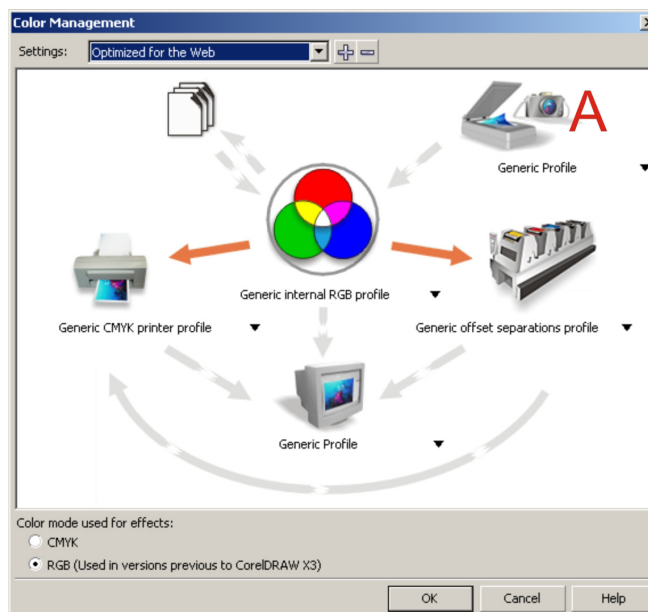 Color Management
Settings: Optimized for the Web
A
Generic Profile
Generic internal RGB profile
Generic CMYK printer profile
Generic offset separations profile
Generic Profile
Color mode used for effects:
CMYK
RGB (Used in versions previous to CorelDRAW X3)
OK Cancel Help